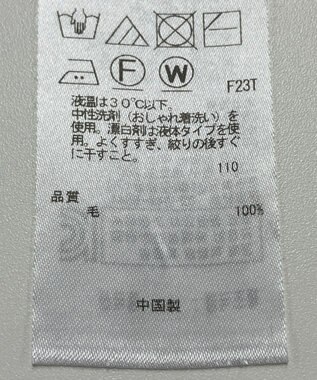 F W
F23T
液温は30℃以下。
中性洗剤（おしゃれ着洗い）を
使用。漂白剤は液体タイプを使
用。よくすすぎ、絞りの後すぐ
に干すこと。
110
品質
毛 100%
中国製